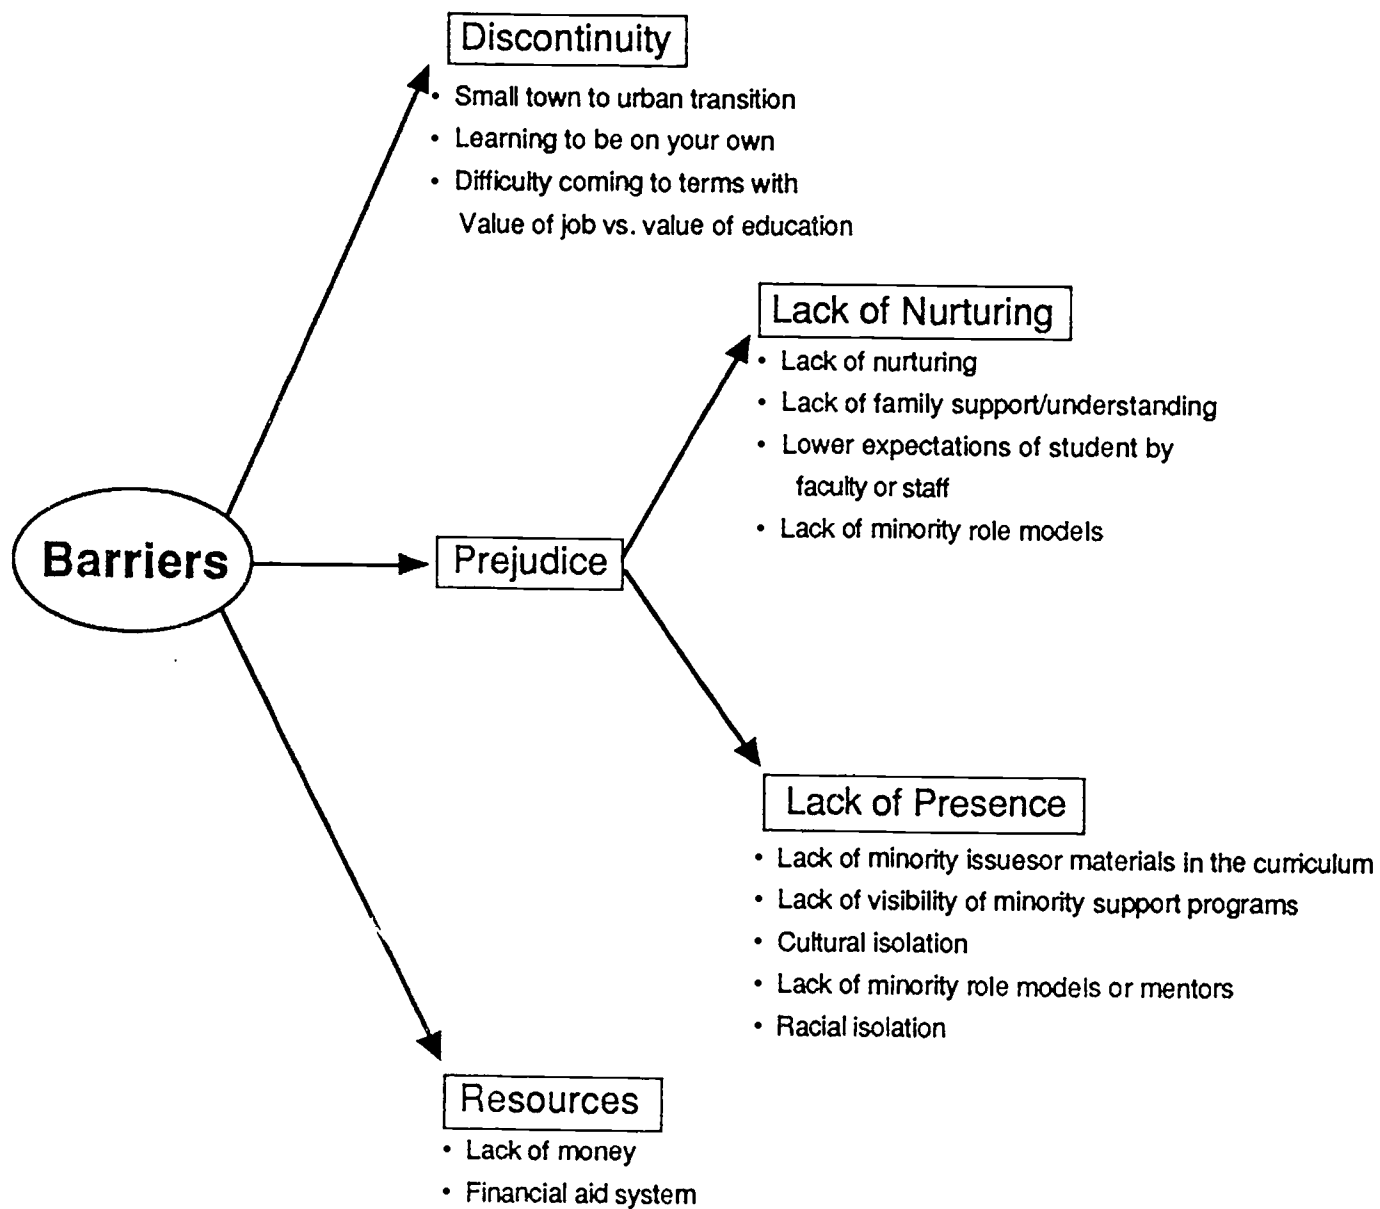 Discontinuity
• Small town to urban transition
• Learning to be on your own
• Difficulty coming to terms with
Value of job vs. value of education
Lack of Nurturing
• Lack of nurturing
• Lack of family support/understanding
• Lower expectations of student by
faculty or staff
• Lack of minority role models
Barriers
Prejudice
Lack of Presence
• Lack of minority issuesor materials in the curriculum
• Lack of visibility of minority support programs
• Cultural isolation
• Lack of minority role models or mentors
• Racial isolation
Resources
• Lack of money
• Financial aid system